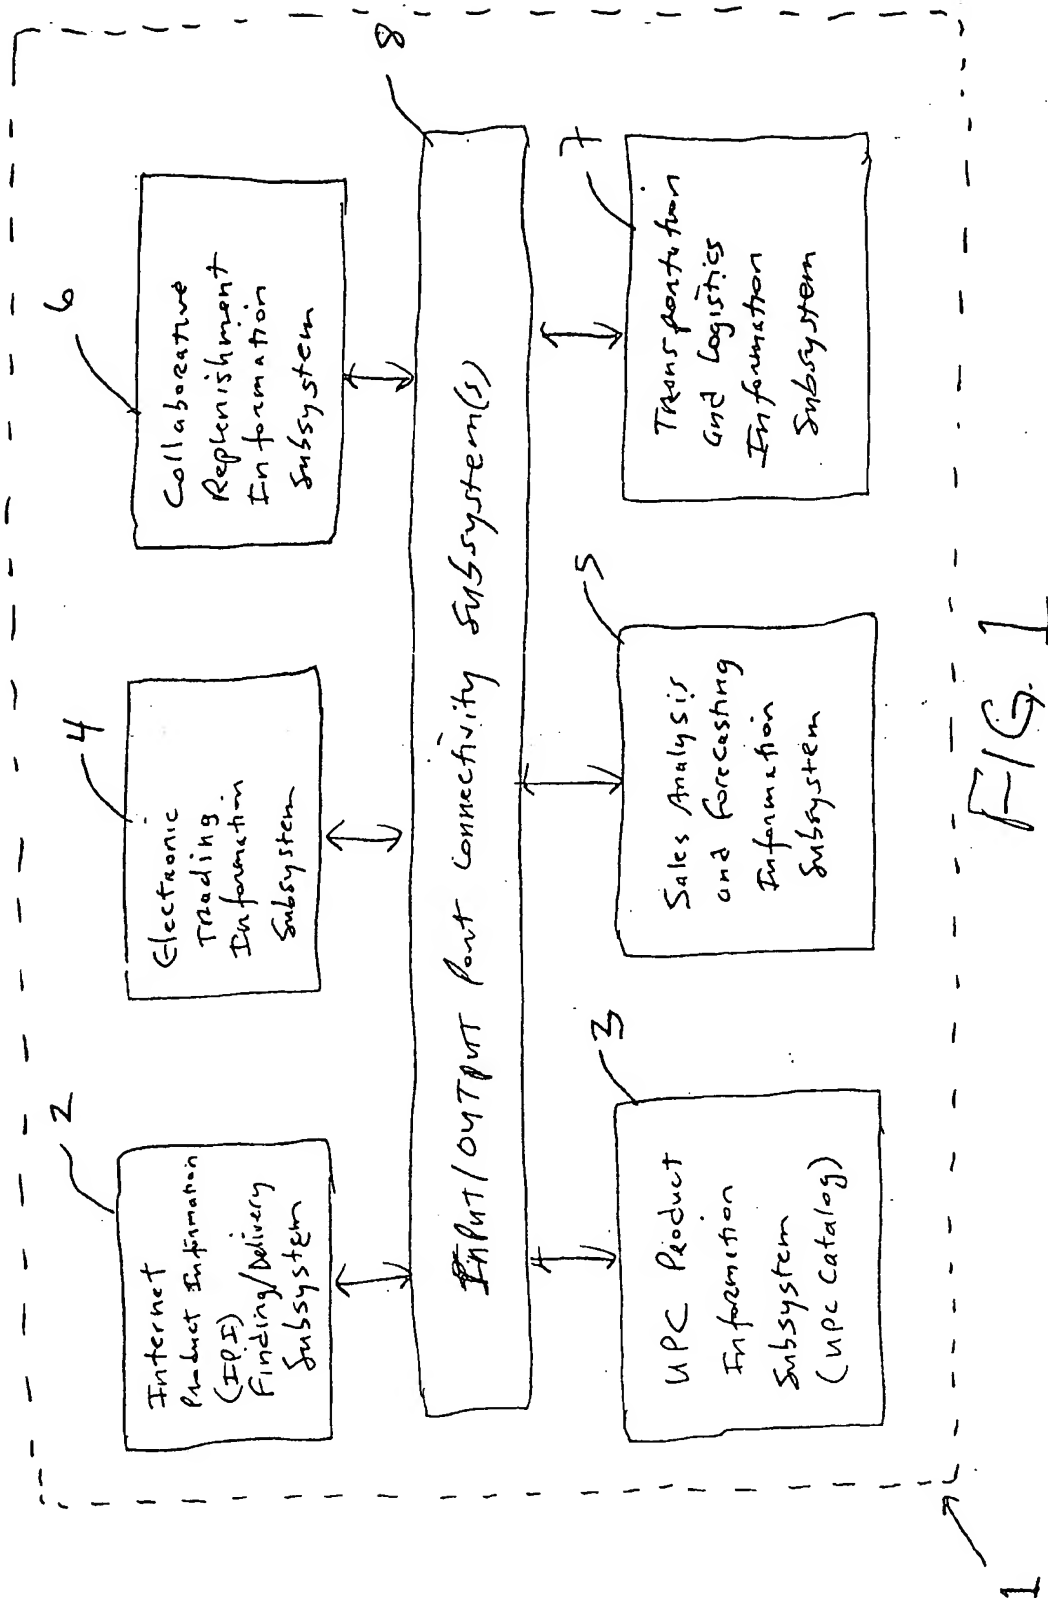 2
Internet
Product Information
(IPI)
Finding/Delivery
Subsystem
4
Electronic
Trading
Information
Subsystem
6
Collaborative
Replenishment
Information
Subsystem
8
Input/Output Port Connectivity Subsystem(s)
3
UPC Product
Information
Subsystem
(UPC Catalog)
5
Sales Analysis
and Forecasting
Information
Subsystem
7
Transportation
and Logistics
Information
Subsystem
1
FIG. 1